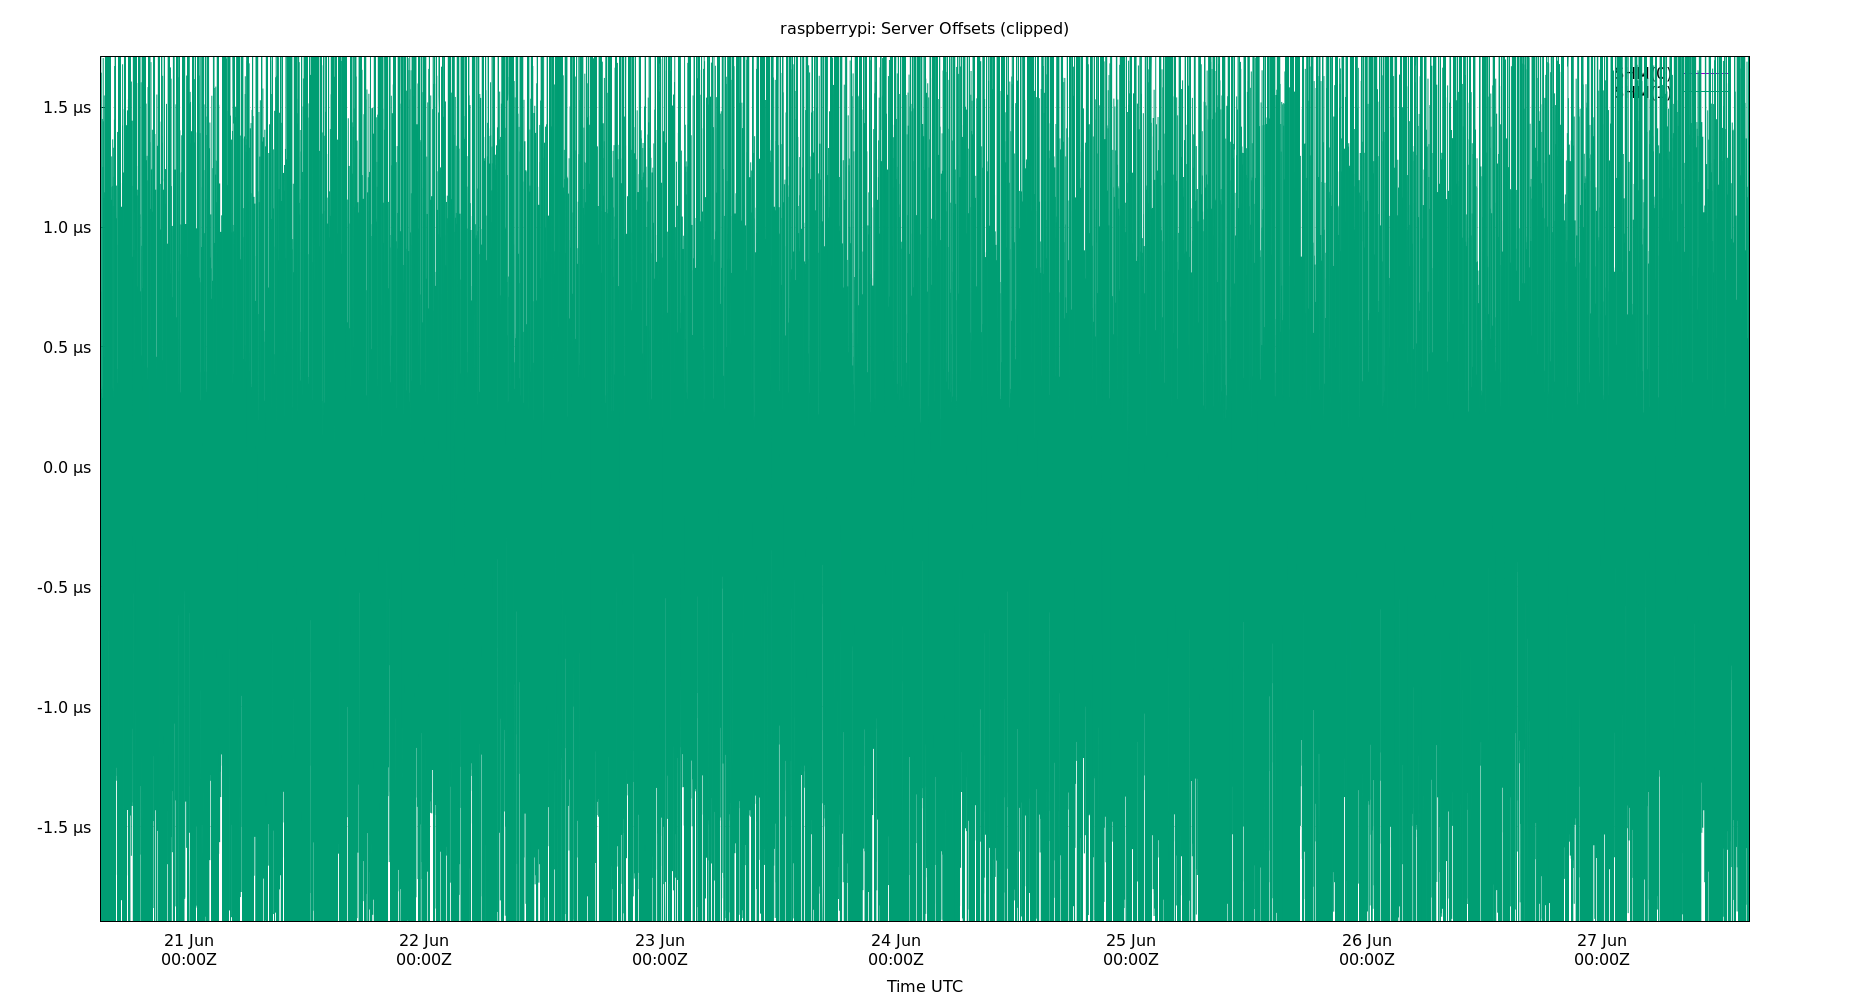 raspberrypi: Server Offsets (clipped)
1.5 µs
1.0 µs
0.5 µs
0.0 µs
-0.5 µs
-1.0 µs
-1.5 µs
21 Jun
00:00Z
22 Jun
00:00Z
23 Jun
00:00Z
24 Jun
00:00Z
25 Jun
00:00Z
26 Jun
00:00Z
27 Jun
00:00Z
Time UTC